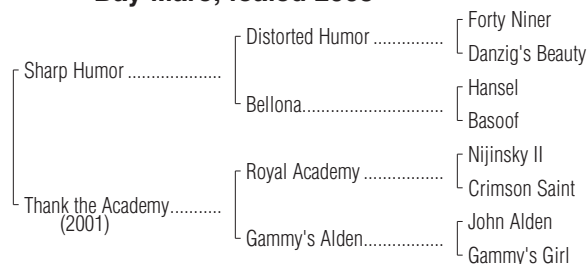 Bay Mare; foaled
Forty Niner
Distorted Humor ...............
Danzig's Beauty
Sharp Humor ....................
Hansel
Bellona...............................
Basoof
Nijinsky II
Royal Academy .................
Crimson Saint
Thank the Academy...........
(2001)
John Alden
Gammy's Alden.................
Gammy's Girl